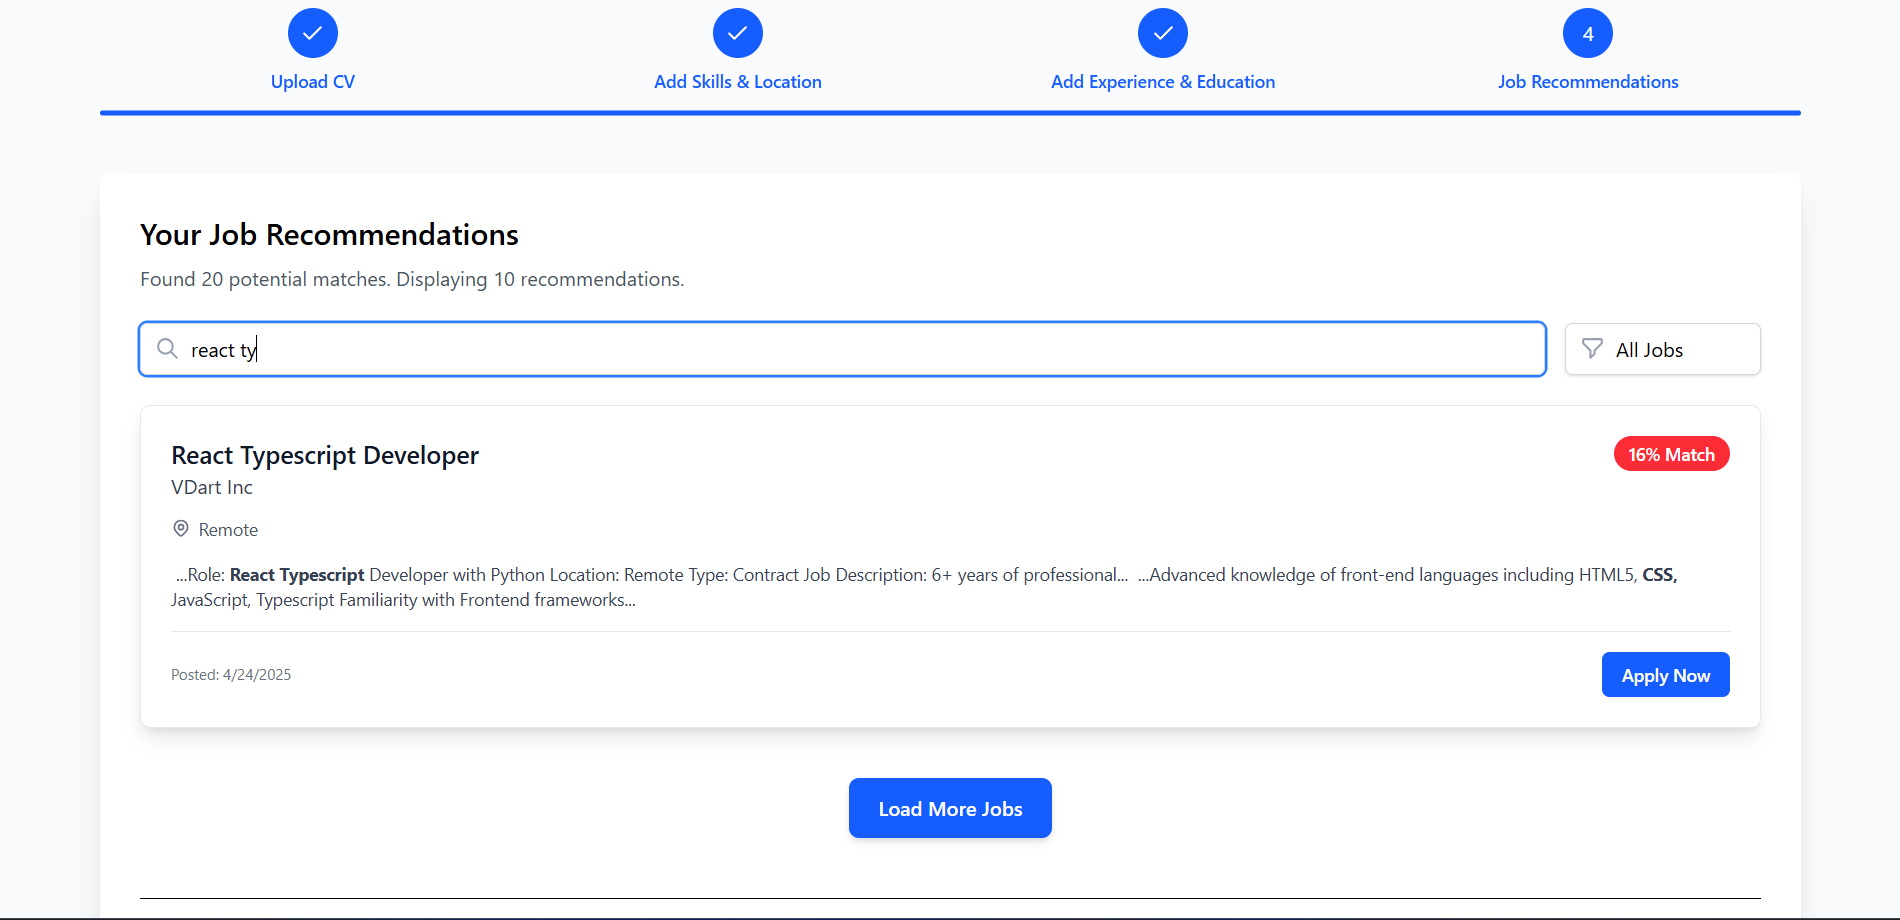 4
Upload CV
Add Skills & Location
Add Experience & Education
Job Recommendations
Your Job Recommendations
Found 20 potential matches. Displaying 10 recommendations.
react ty
All Jobs
React Typescript Developer
16% Match
VDart Inc
Remote
...Role: React Typescript Developer with Python Location: Remote Type: Contract Job Description: 6+ years of professional... ...Advanced knowledge of front-end languages including HTML5, CSS,
JavaScript, Typescript Familiarity with Frontend frameworks...
Posted: 4/24/2025
Apply Now
Load More Jobs